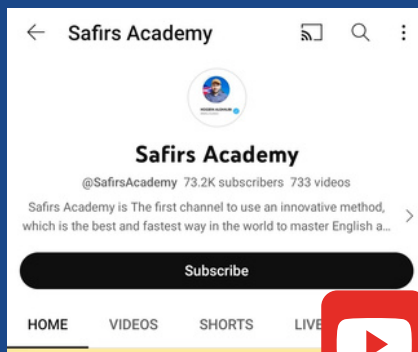 Safirs Academy
Safirs Academy
@SafirsAcademy 73.2K subscribers 733 videos
Safirs Academy is The first channel to use an innovative method,
which is the best and fastest way in the world to master English a...
Subscribe
HOME VIDEOS SHORTS LIVE